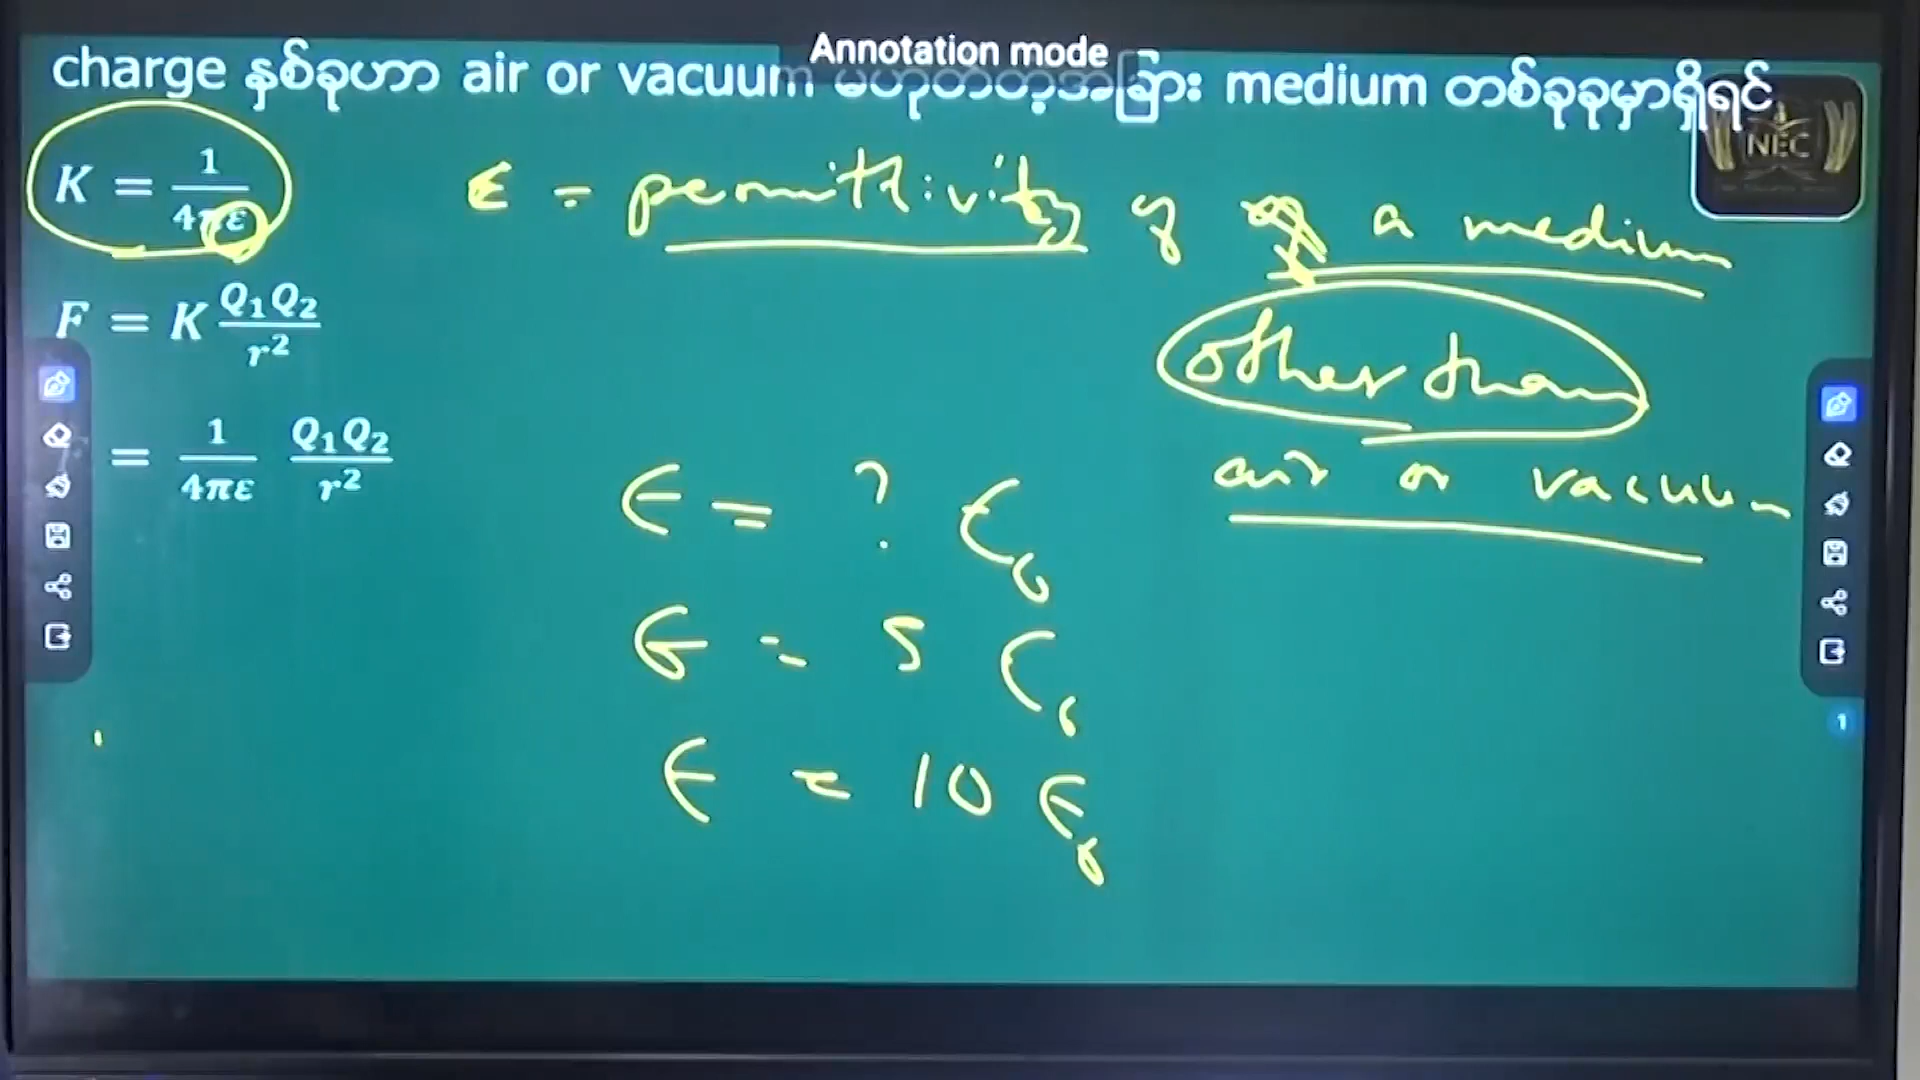 Annotation mode
charge နှစ်ခုဟာ air or vacuum မဟုတ်တဲ့အခြား medium တစ်ခုခုမှာရှိရင်
NEC
K = 1/4πε
ε = permittivity of a medium
other than
air or vacuum
F = K Q₁Q₂/r²
= 1/4πε Q₁Q₂/r²
ε = ? ε₀
ε = 5 ε₀
ε = 10 ε₀
1